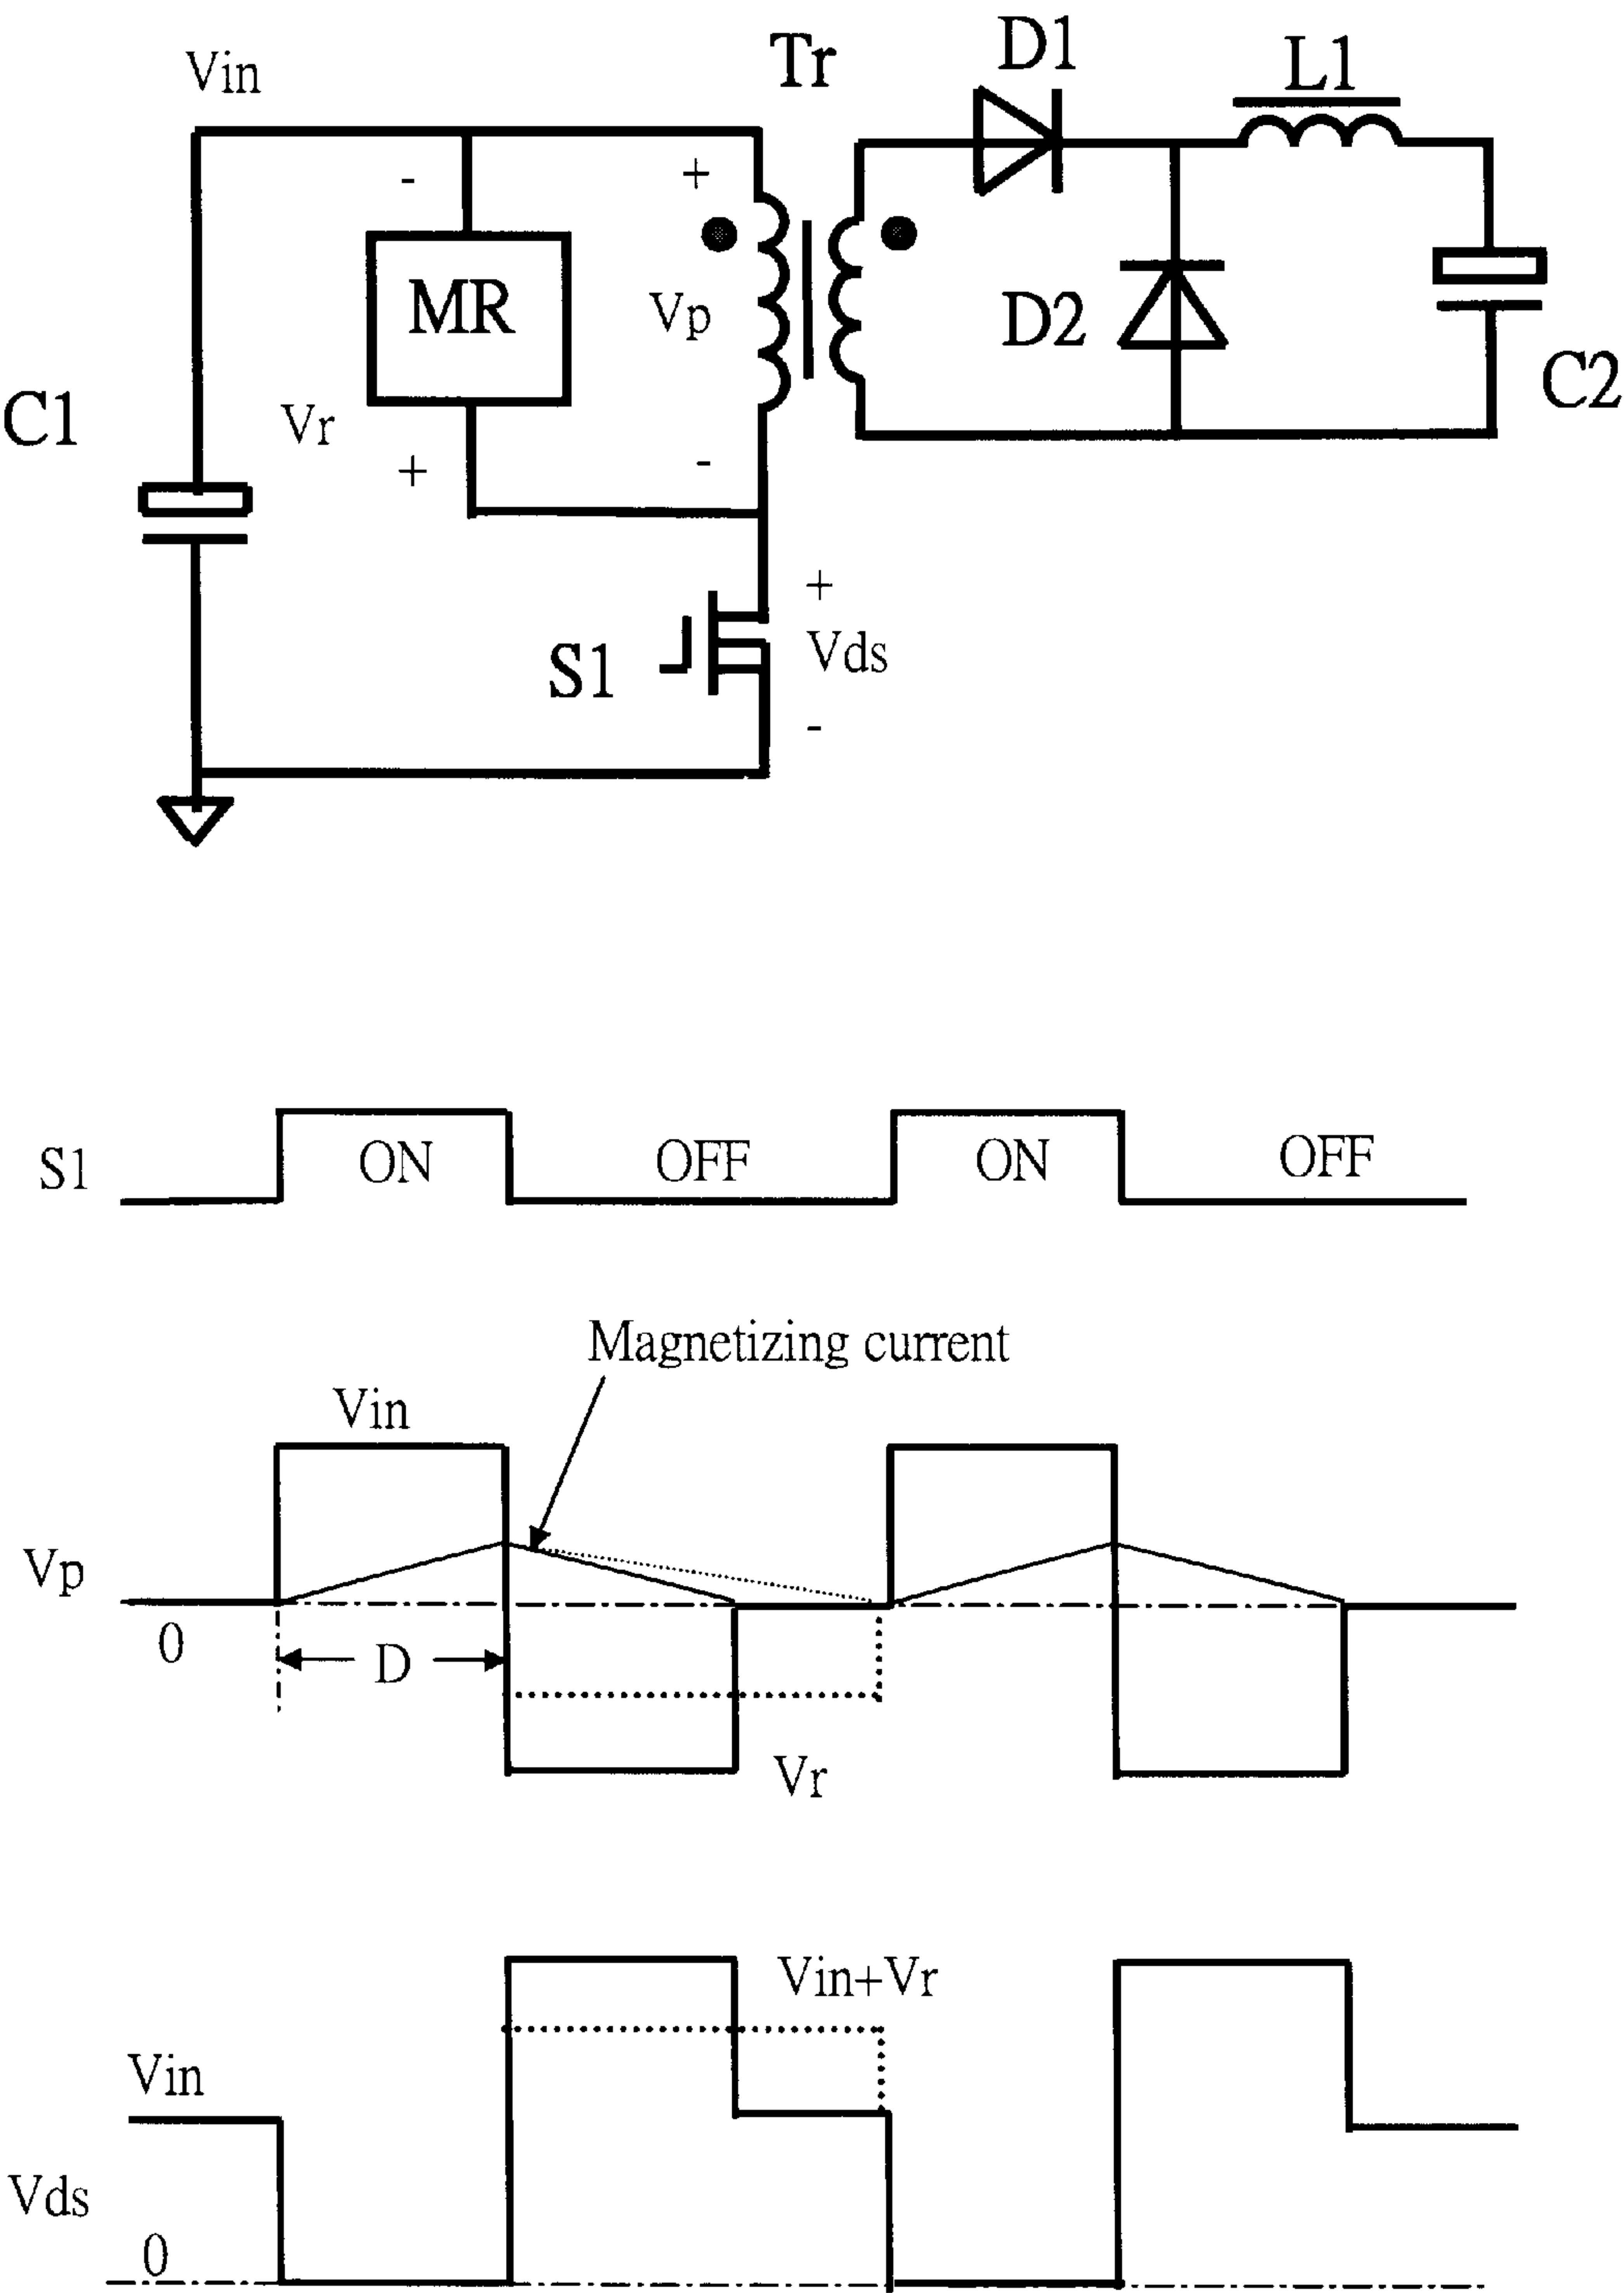 Vin
Tr
D1
L1
-
+
MR
Vp
D2
C1
Vr
C2
+
-
+
S1
Vds
-
S1
ON
OFF
ON
OFF
Magnetizing current
Vin
Vp
0
D
Vr
Vin+Vr
Vin
Vds
0